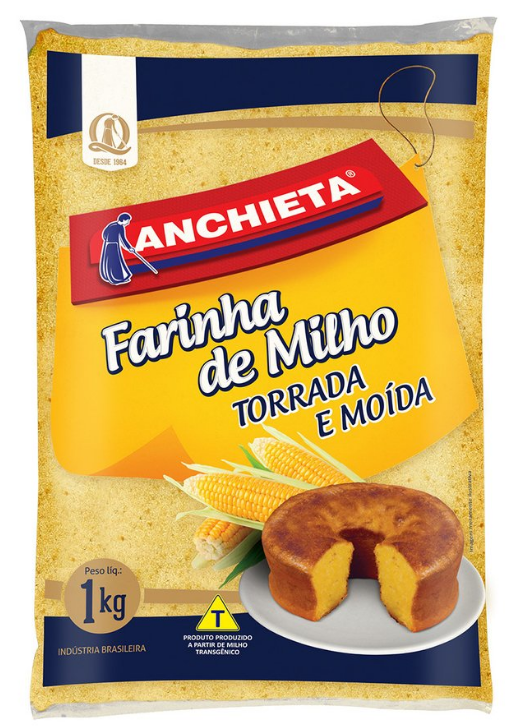 DESDE 1964
ANCHIETA®
Farinha
de Milho
TORRADA
E MOÍDA
Peso líq.:
1kg
INDÚSTRIA BRASILEIRA
T
PRODUTO PRODUZIDO
A PARTIR DE MILHO
TRANSGÊNICO